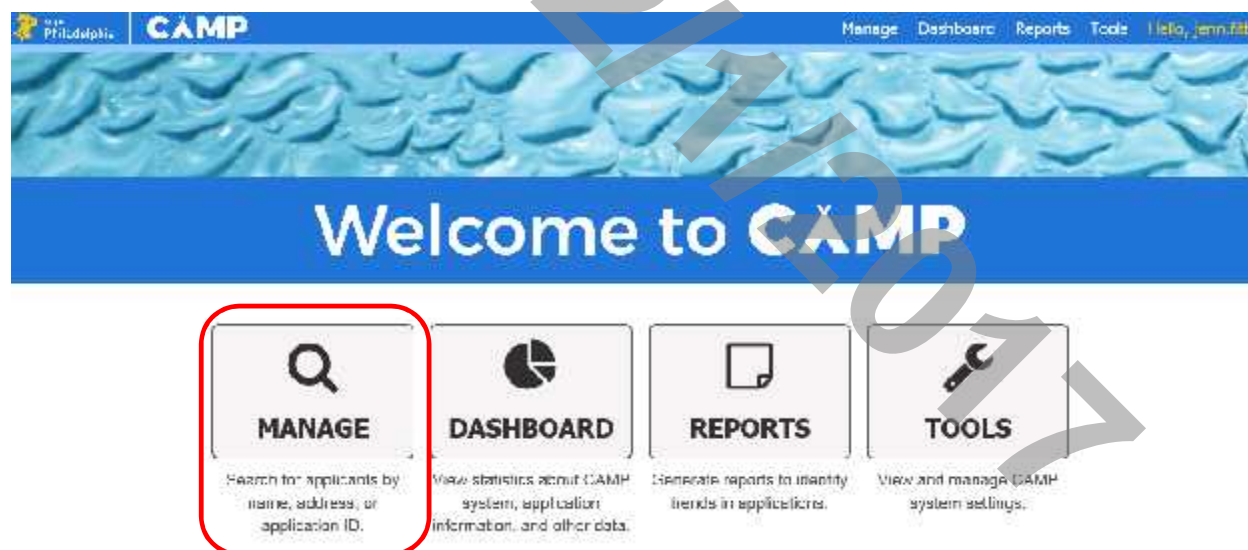 Philadelphia CAMP Manage Dashboard Reports Tools Hello,
Welcome to CAMP
MANAGE DASHBOARD REPORTS TOOLS
Search for applicants by View statistics about CAMP Generate reports to identify View and manage CAMP
name, address, or system, application trends in applications. system settings.
application ID. information, and other data.
1/2017